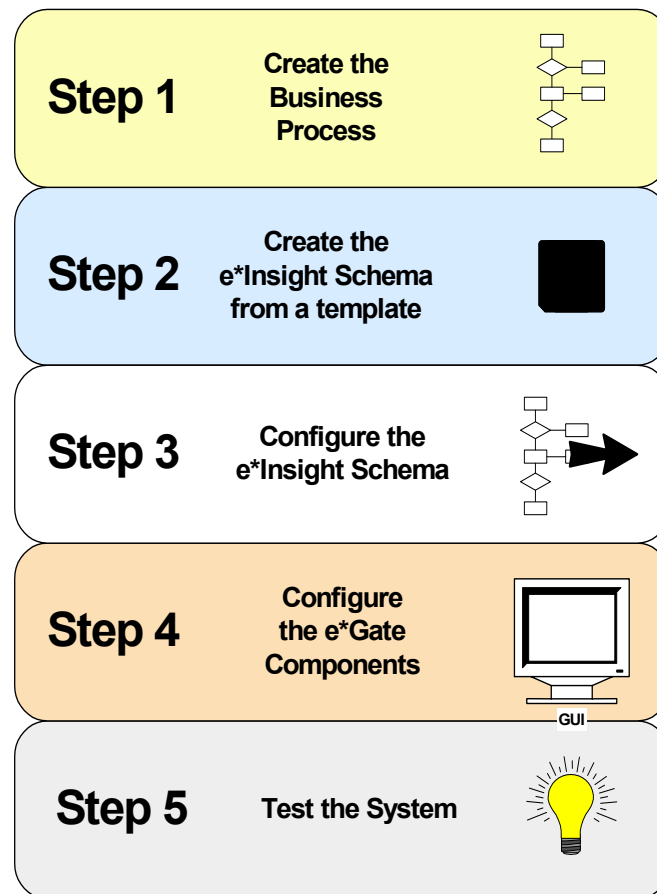 Step 1
Create the
Business
Process
Step 2
Create the
e*Insight Schema
from a template
Step 3
Configure the
e*Insight Schema
Step 4
Configure
the e*Gate
Components
GUI
Step 5
Test the System